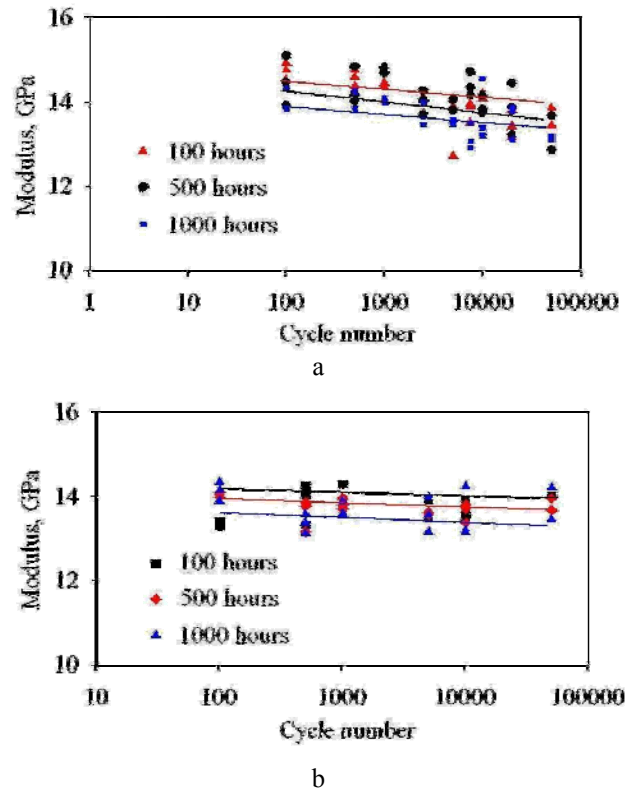 16
14
12
10
Modulus, GPa
100 hours
500 hours
1000 hours
1 10 100 1000 10000 100000
Cycle number
a
16
14
12
10
Modulus, GPa
100 hours
500 hours
1000 hours
10 100 1000 10000 100000
Cycle number
b